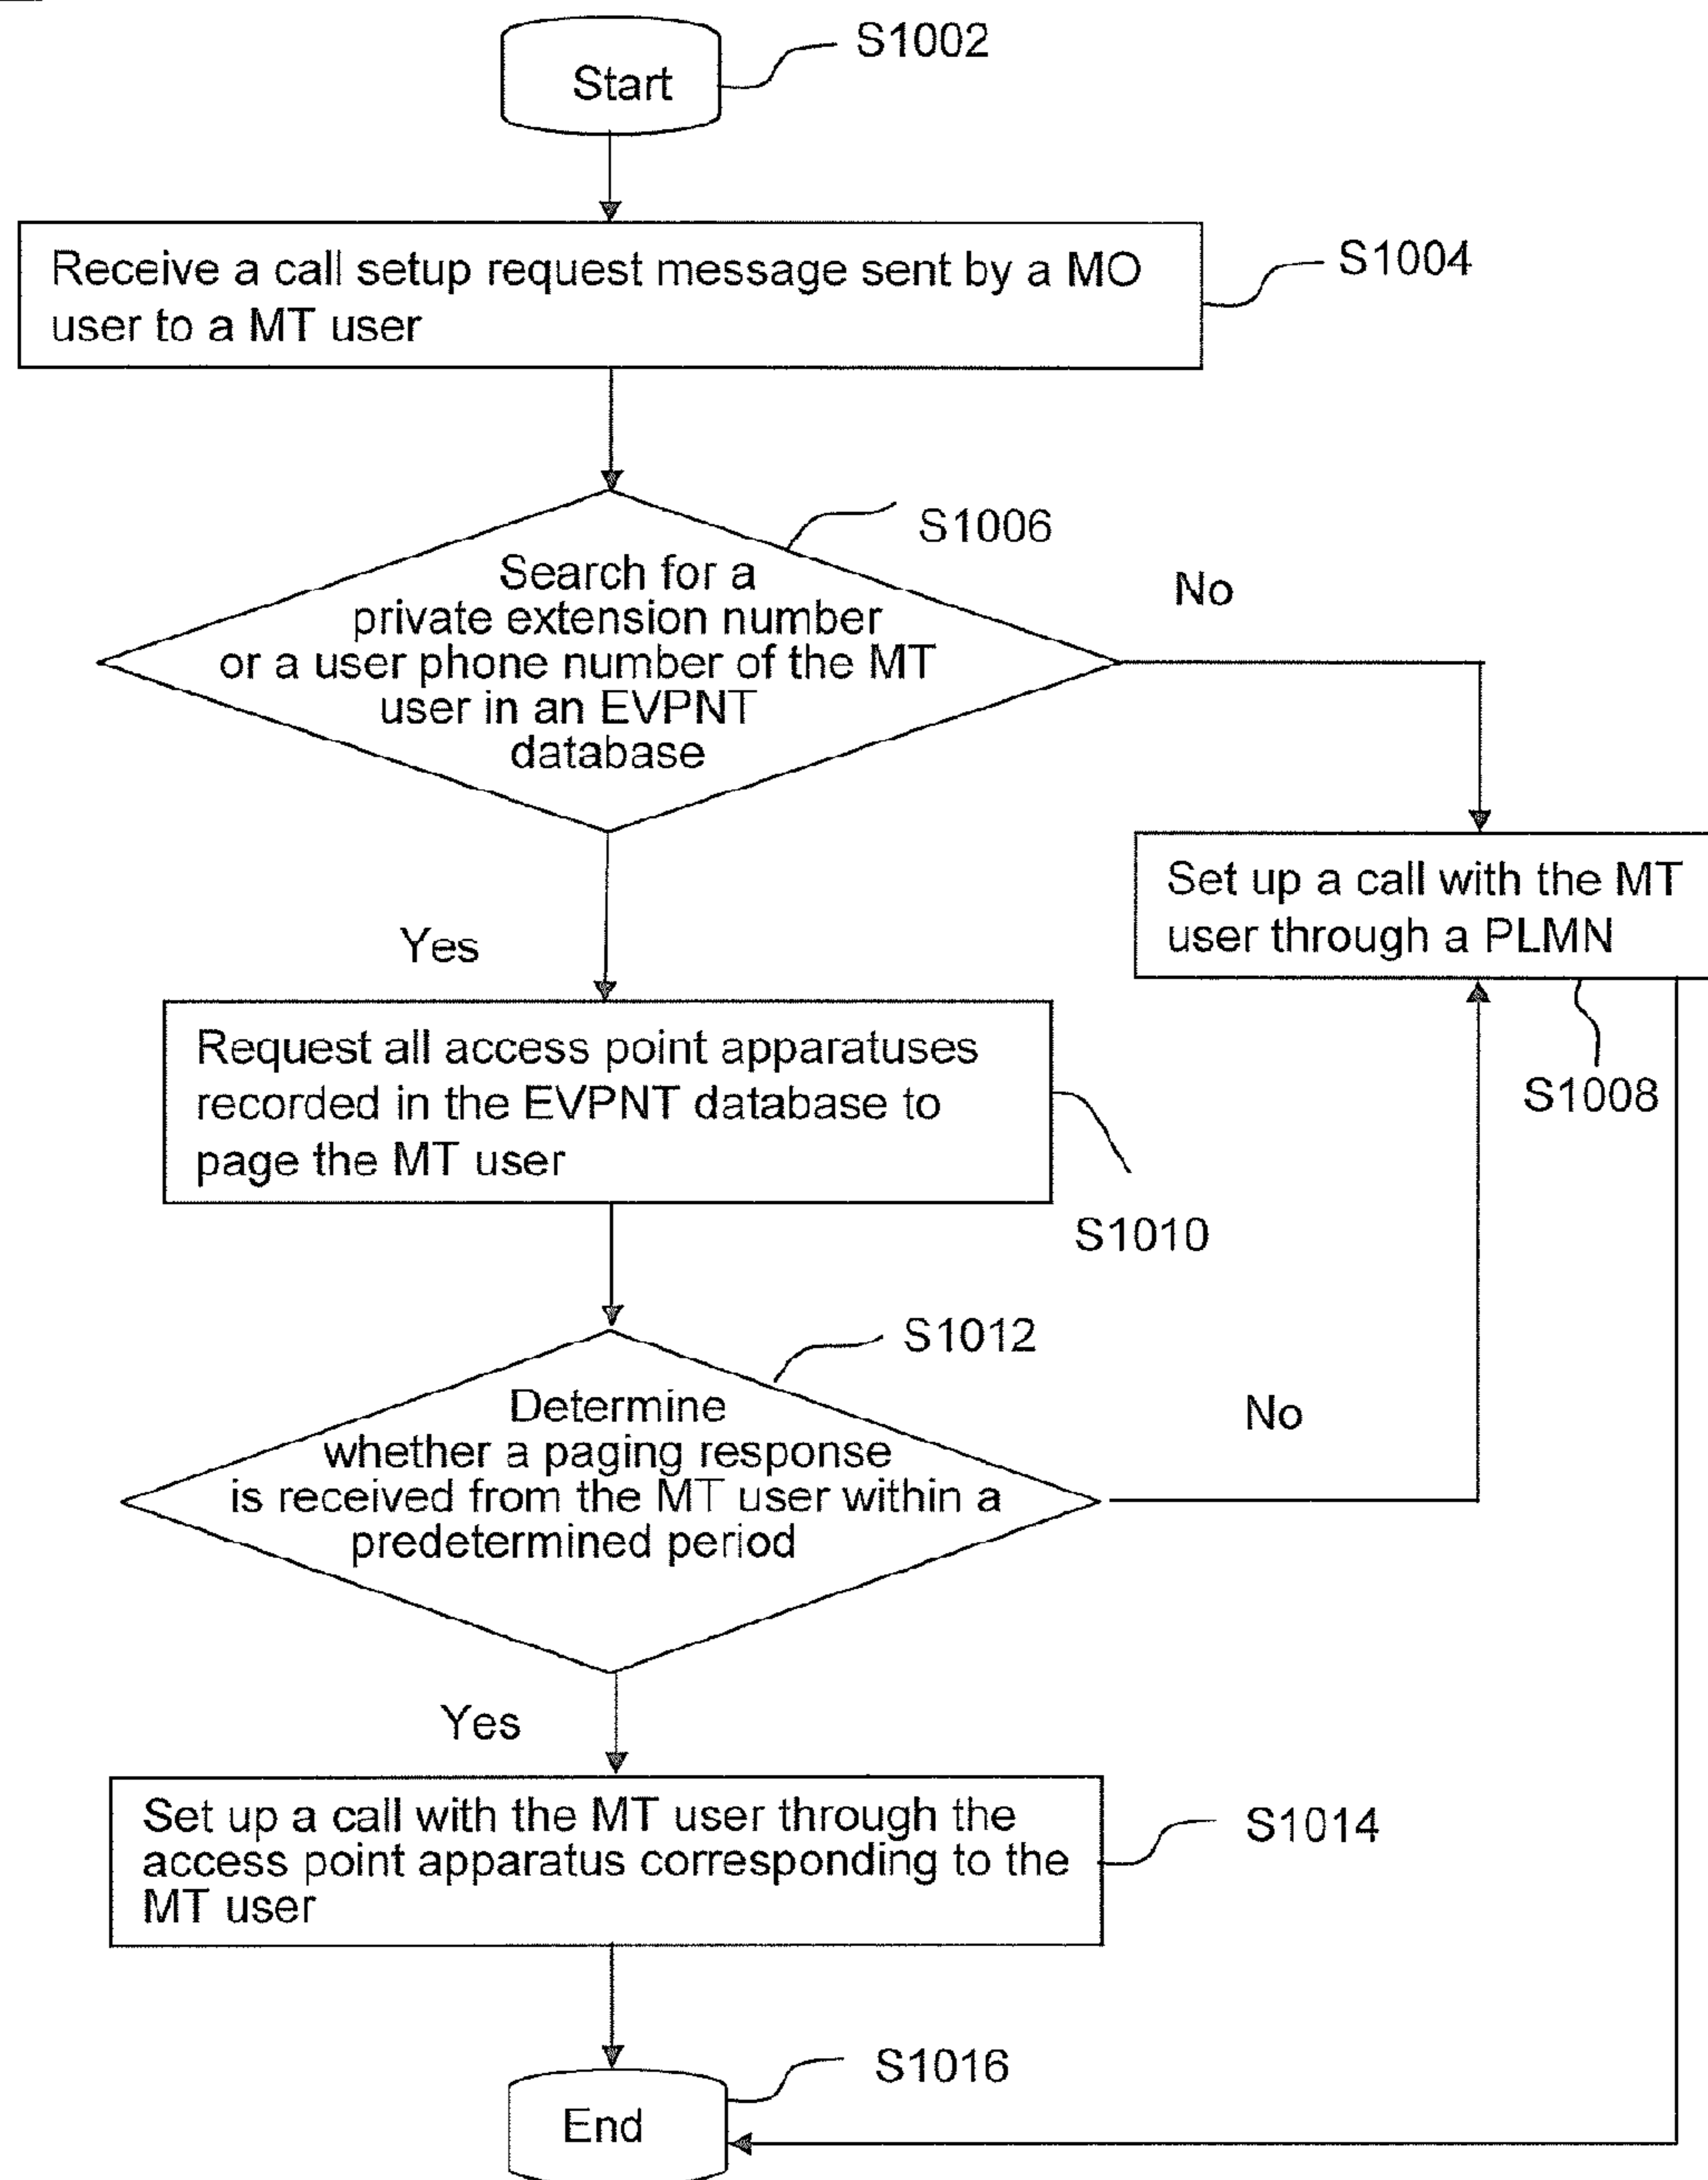 S1002
Start
Receive a call setup request message sent by a MO
user to a MT user
S1004
S1006
Search for a
private extension number
or a user phone number of the MT
user in an EVPNT
database
No
Yes
Set up a call with the MT
user through a PLMN
S1008
Request all access point apparatuses
recorded in the EVPNT database to
page the MT user
S1010
S1012
Determine
whether a paging response
is received from the MT user within a
predetermined period
No
Yes
Set up a call with the MT user through the
access point apparatus corresponding to the
MT user
S1014
S1016
End